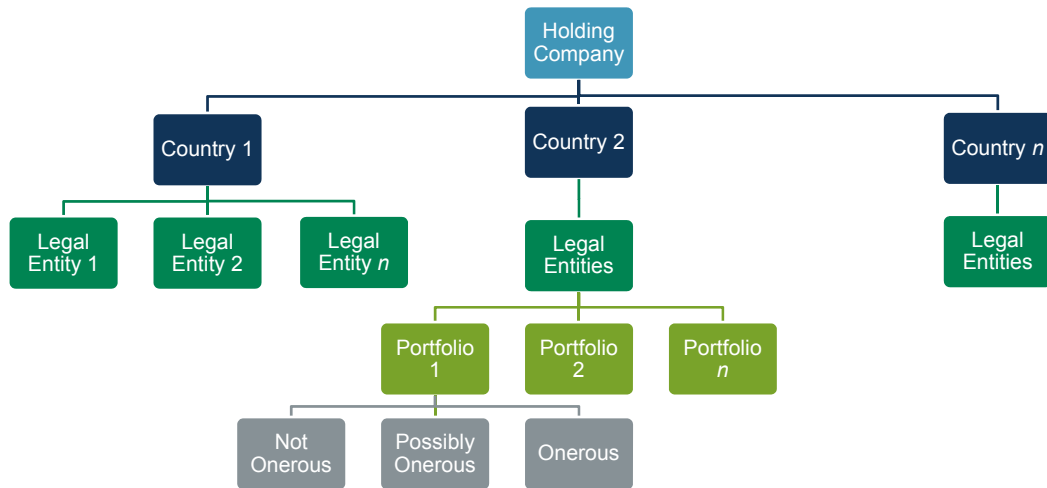 Holding
Company
Country 1
Country 2
Country n
Legal
Entity 1
Legal
Entity 2
Legal
Entity n
Legal
Entities
Legal
Entities
Portfolio
1
Portfolio
2
Portfolio
n
Not
Onerous
Possibly
Onerous
Onerous